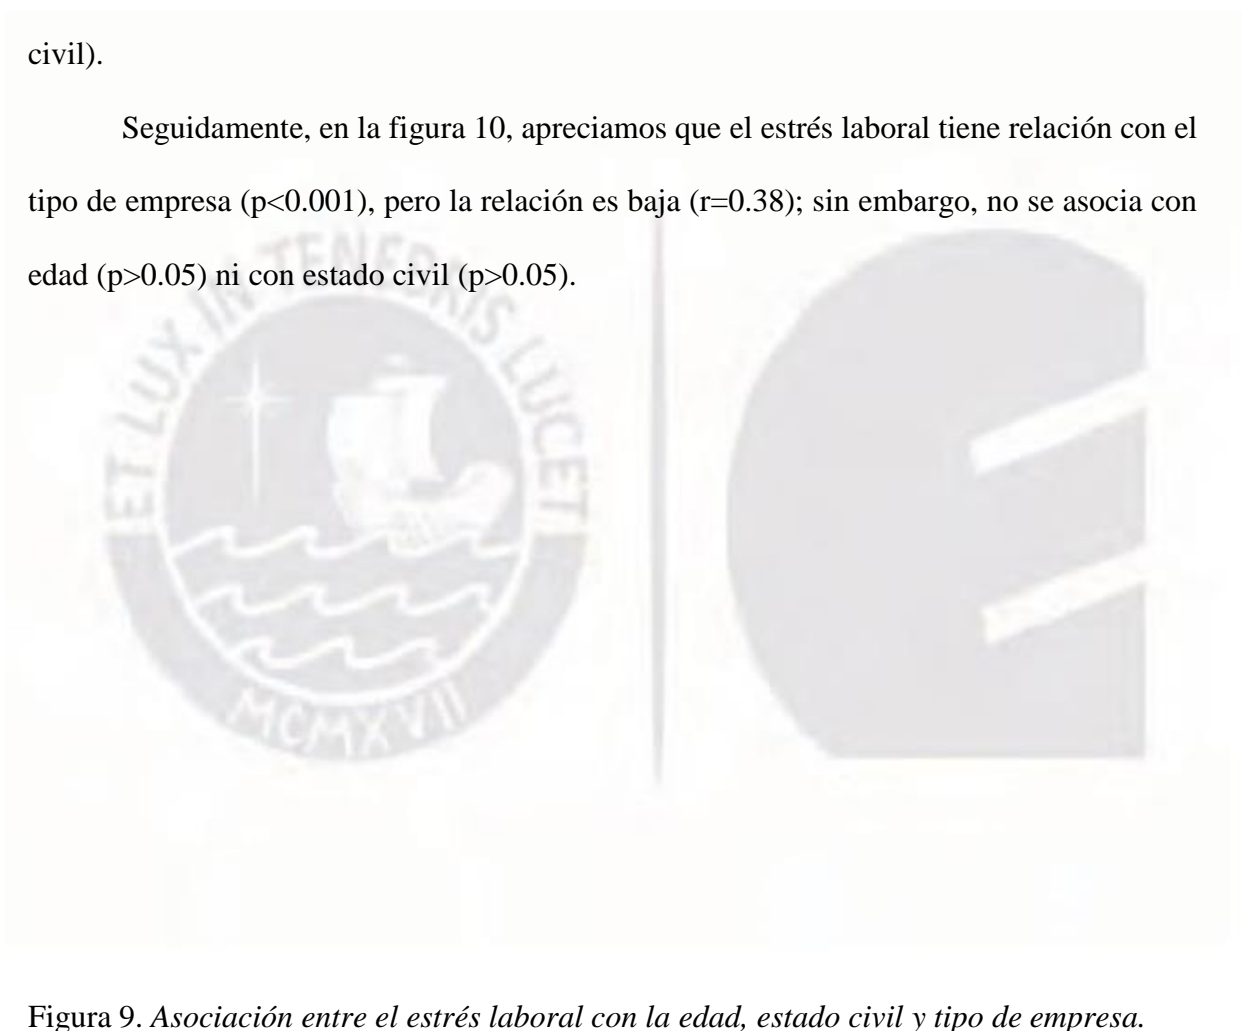 civil).
Seguidamente, en la figura 10, apreciamos que el estrés laboral tiene relación con el
tipo de empresa (p<0.001), pero la relación es baja (r=0.38); sin embargo, no se asocia con
edad (p>0.05) ni con estado civil (p>0.05).
ET LUX IN TENEBRIS LUCET
MCMXVII
Figura 9. Asociación entre el estrés laboral con la edad, estado civil y tipo de empresa.